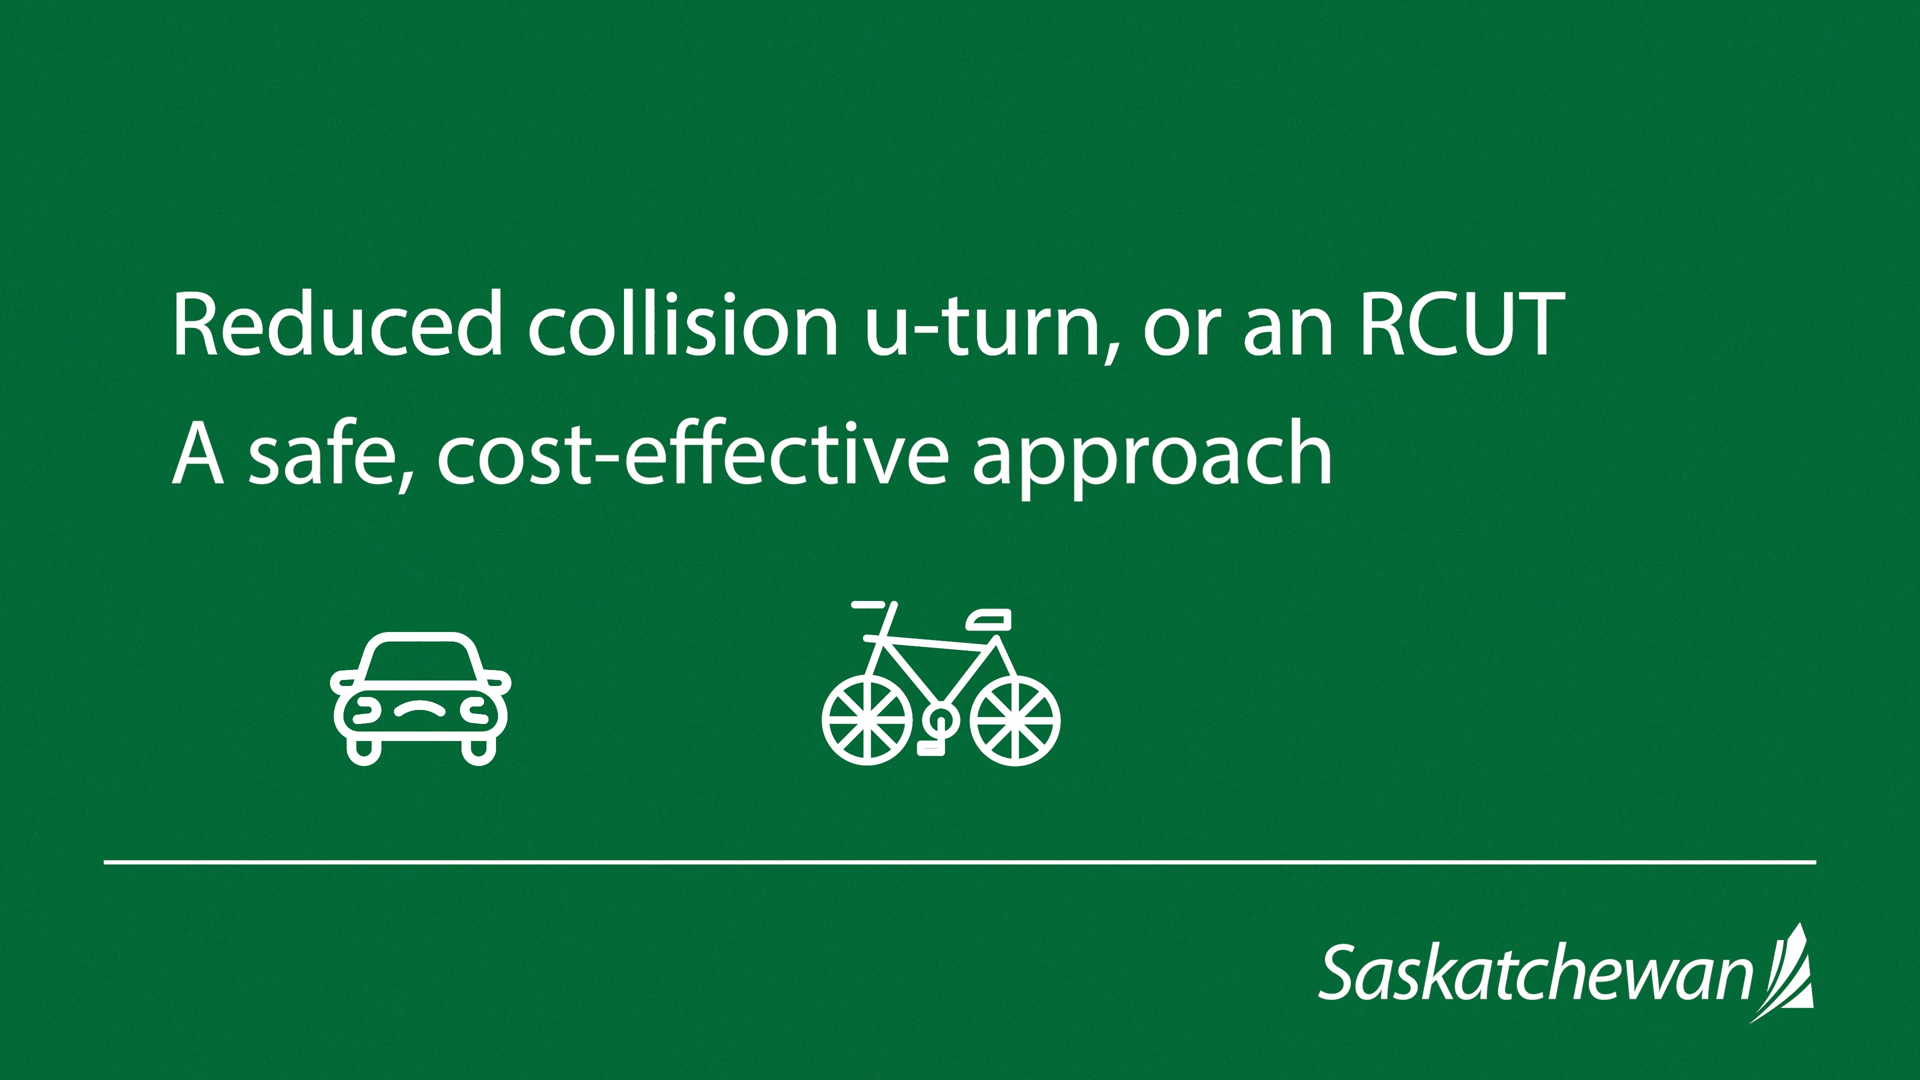 Reduced collision u-turn, or an RCUT
A safe, cost-effective approach
Saskatchewan